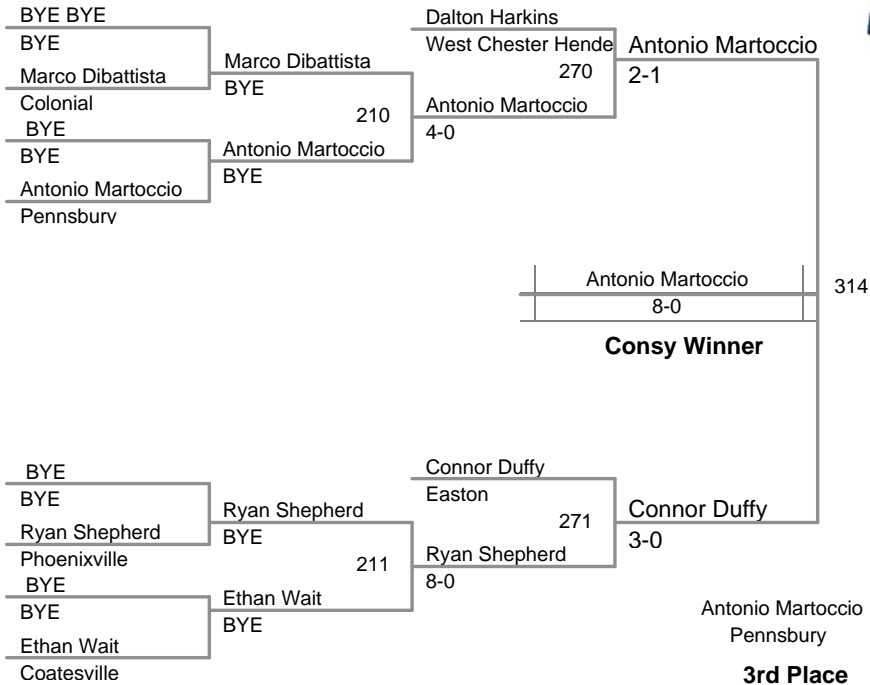 BYE BYE
BYE
Marco Dibattista
Colonial
BYE
BYE
Antonio Martoccio
Pennsbury
Marco Dibattista
BYE
210
Antonio Martoccio
BYE
Dalton Harkins
West Chester Hende
270
Antonio Martoccio
4-0
Antonio Martoccio
2-1
Antonio Martoccio
8-0
314
Consy Winner
BYE
BYE
Ryan Shepherd
Phoenixville
BYE
BYE
Ethan Wait
Coatesville
Ryan Shepherd
BYE
211
Ethan Wait
BYE
Connor Duffy
Easton
271
Ryan Shepherd
8-0
Connor Duffy
3-0
Antonio Martoccio
Pennsbury
3rd Place